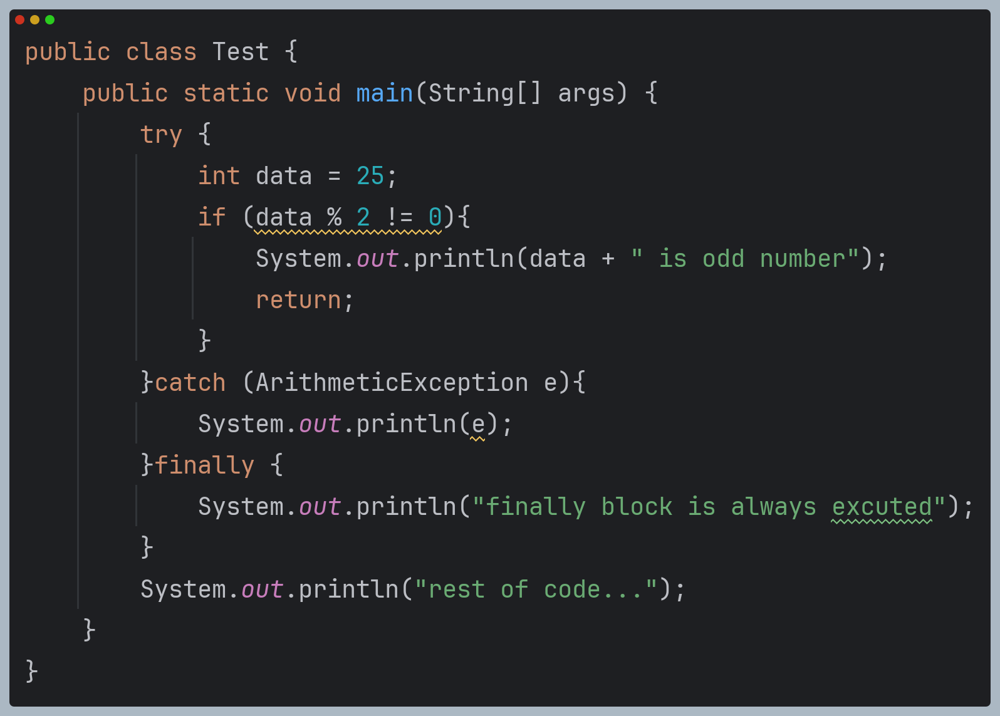 public class Test {
    public static void main(String[] args) {
        try {
            int data = 25;
            if (data % 2 != 0){
                System.out.println(data + " is odd number");
                return;
            }
        }catch (ArithmeticException e){
            System.out.println(e);
        }finally {
            System.out.println("finally block is always excuted");
        }
        System.out.println("rest of code...");
    }
}